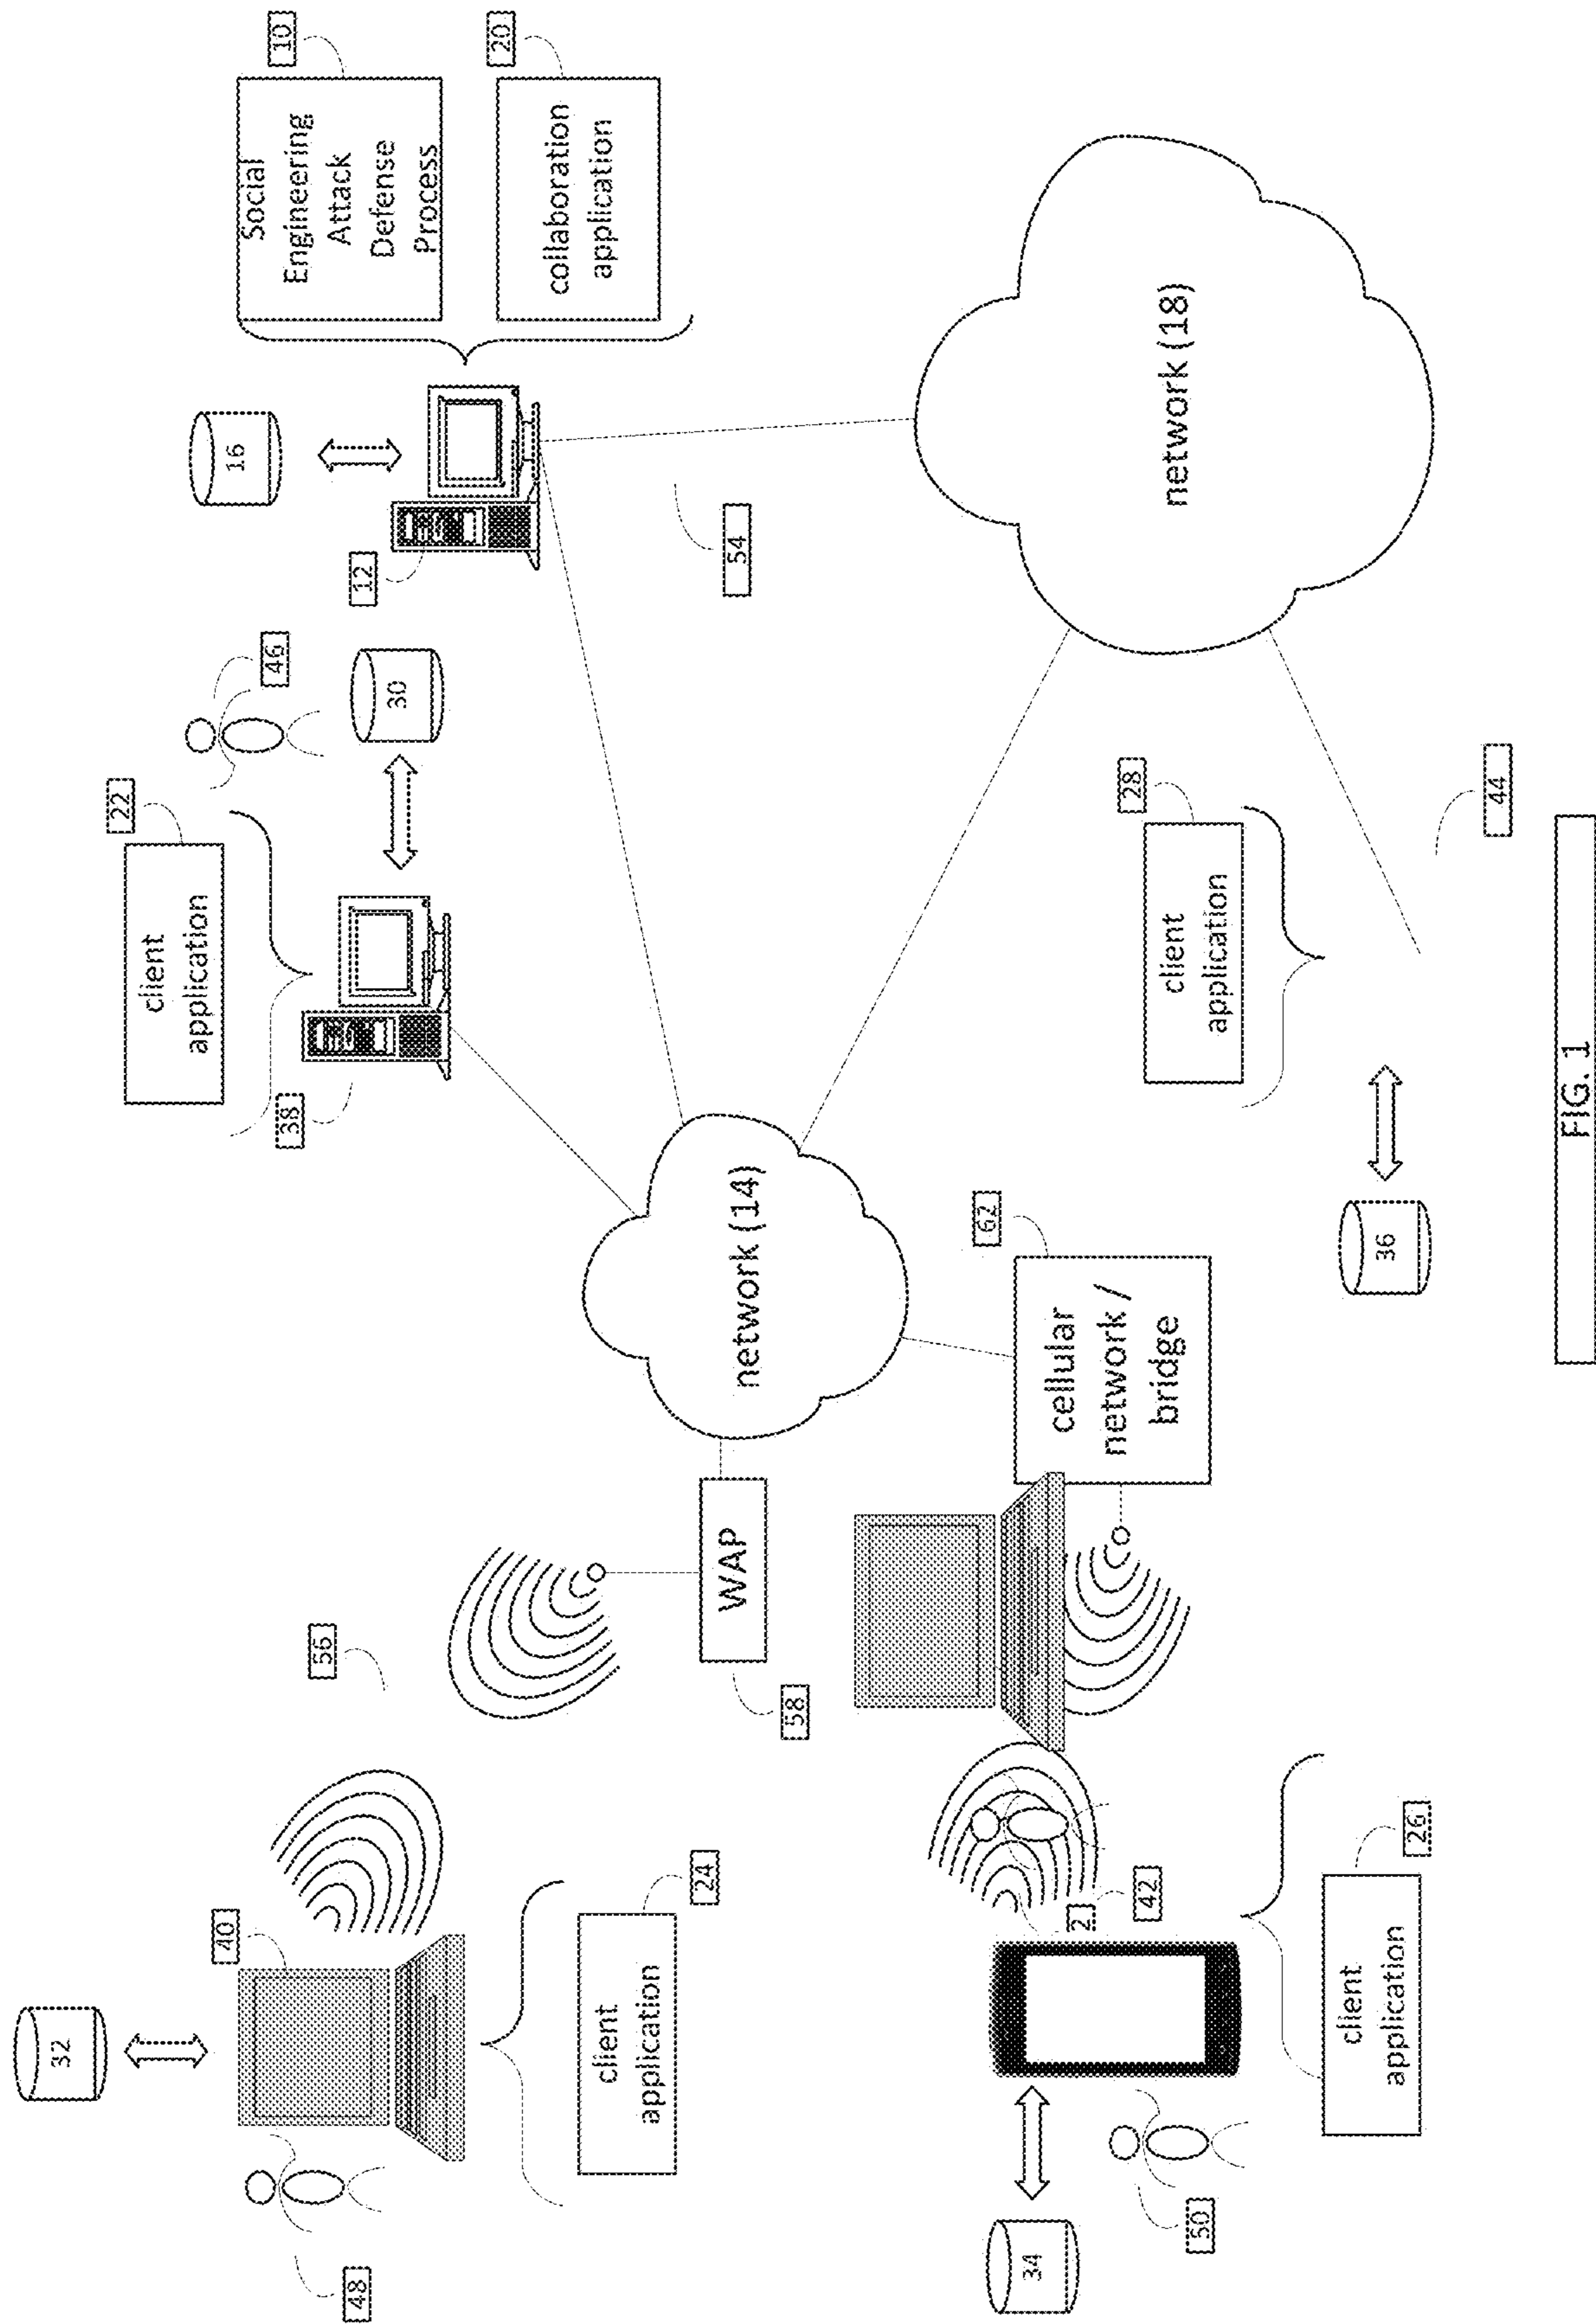 32
22
client
application
16
40
10
Social
Engineering
Attack
Defense
Process
46
38
56
48
12
30
20
collaboration
application
24
client
application
WAP
network (14)
54
58
62
cellular
network /
bridge
34
2
42
28
client
application
network (18)
50
26
client
application
36
44
FIG. 1